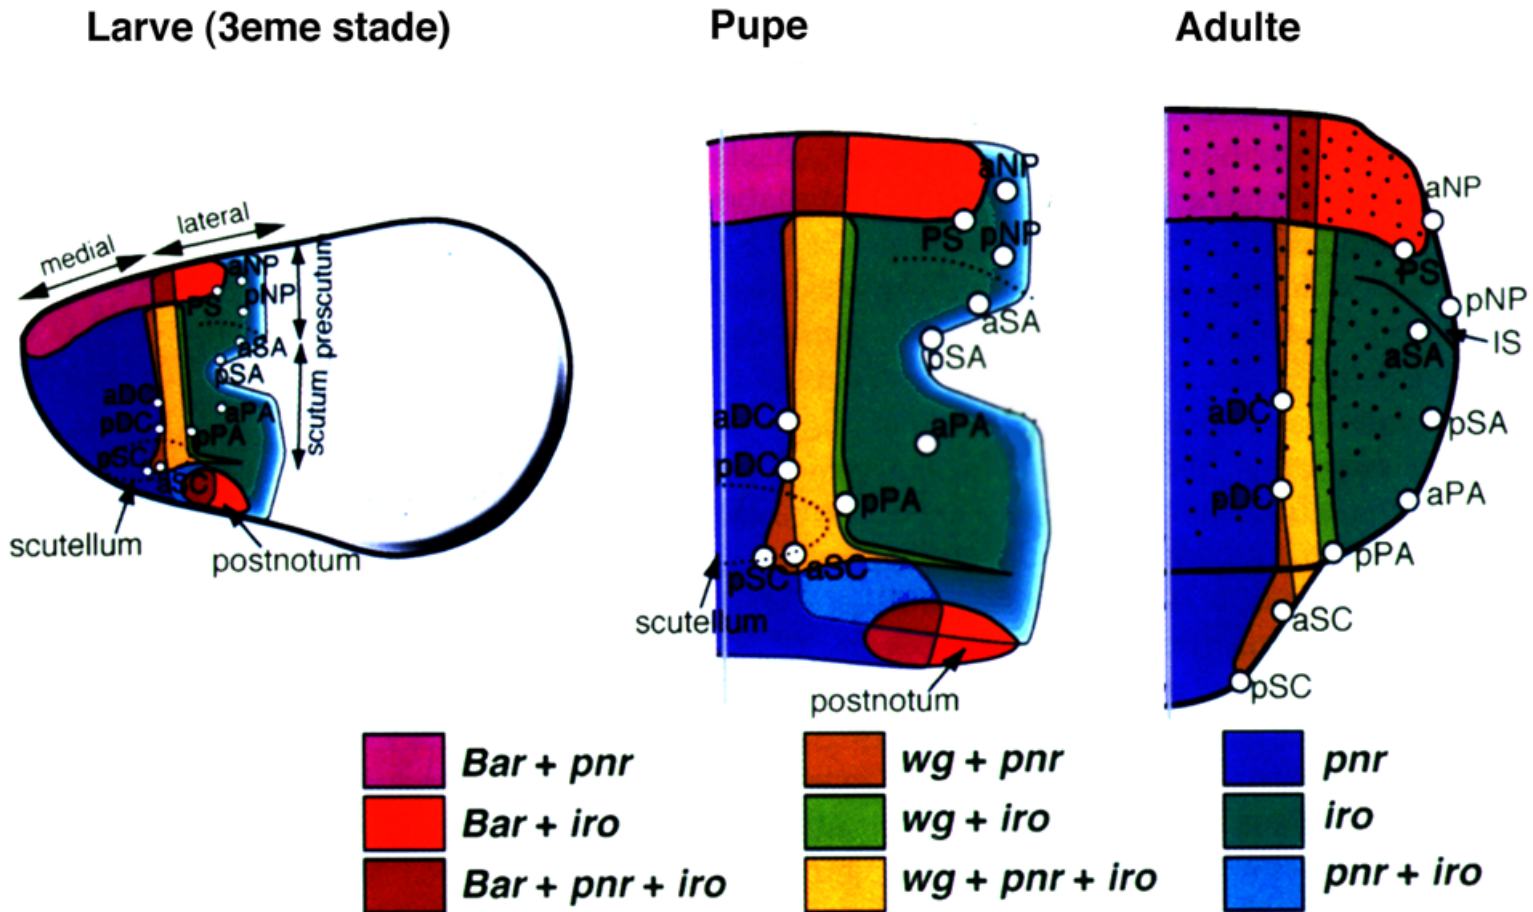 Larve (3eme stade)
Pupe
Adulte
medial
lateral
prescutum
scutum
aNP
PS
pNP
aSA
pSA
aDC
aPA
pDC
pPA
pSC
aSC
scutellum
postnotum
aNP
PS
pNP
aSA
pSA
aDC
aPA
pDC
pPA
pSC
aSC
scutellum
postnotum
aNP
PS
pNP
IS
aSA
aDC
pSA
pDC
aPA
pPA
aSC
pSC
Bar + pnr
wg + pnr
pnr
Bar + iro
wg + iro
iro
Bar + pnr + iro
wg + pnr + iro
pnr + iro